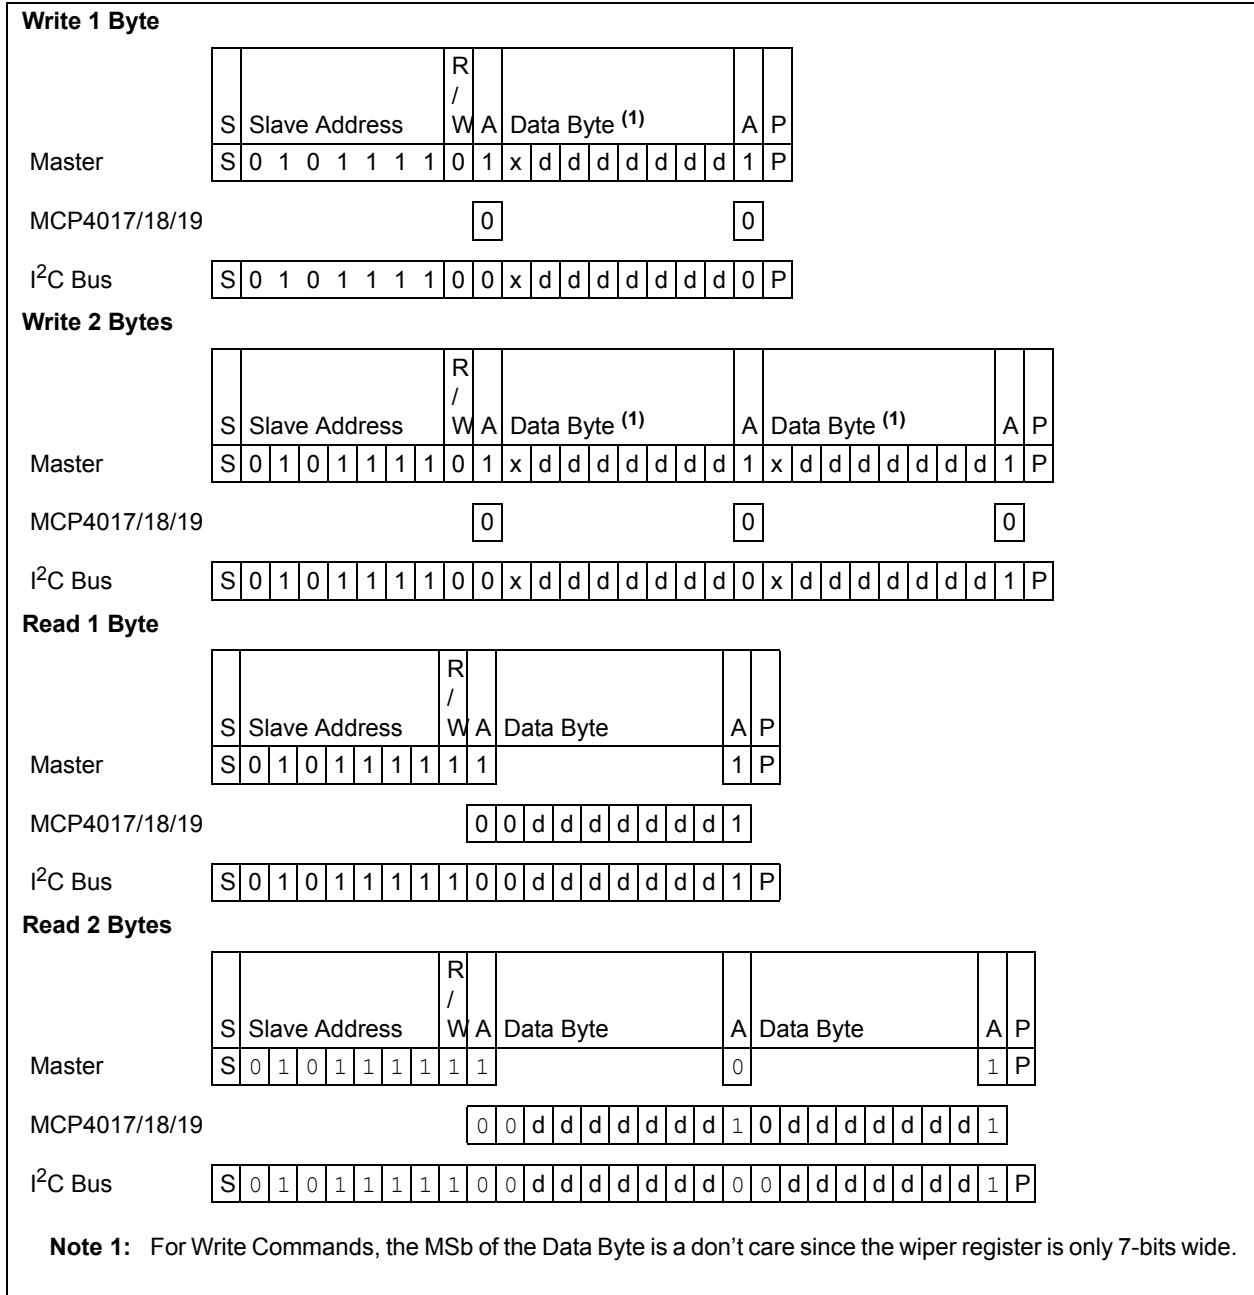 Write 1 Byte
R
/
S Slave Address W A Data Byte (1) A P
Master S 0 1 0 1 1 1 1 0 1 x d d d d d d d 1 P
MCP4017/18/19 0 0
I2C Bus S 0 1 0 1 1 1 1 0 0 x d d d d d d d 0 P
Write 2 Bytes
R
/
S Slave Address W A Data Byte (1) A Data Byte (1) A P
Master S 0 1 0 1 1 1 1 0 1 x d d d d d d d 1 x d d d d d d d 1 P
MCP4017/18/19 0 0 0
I2C Bus S 0 1 0 1 1 1 1 0 0 x d d d d d d d 0 x d d d d d d d 1 P
Read 1 Byte
R
/
S Slave Address W A Data Byte A P
Master S 0 1 0 1 1 1 1 1 1 1 P
MCP4017/18/19 0 0 d d d d d d d 1
I2C Bus S 0 1 0 1 1 1 1 1 0 0 d d d d d d d 1 P
Read 2 Bytes
R
/
S Slave Address W A Data Byte A Data Byte A P
Master S 0 1 0 1 1 1 1 1 1 0 1 P
MCP4017/18/19 0 0 d d d d d d d 1 0 d d d d d d d 1
I2C Bus S 0 1 0 1 1 1 1 1 0 0 d d d d d d d 0 0 d d d d d d d 1 P
Note 1: For Write Commands, the MSb of the Data Byte is a don't care since the wiper register is only 7-bits wide.